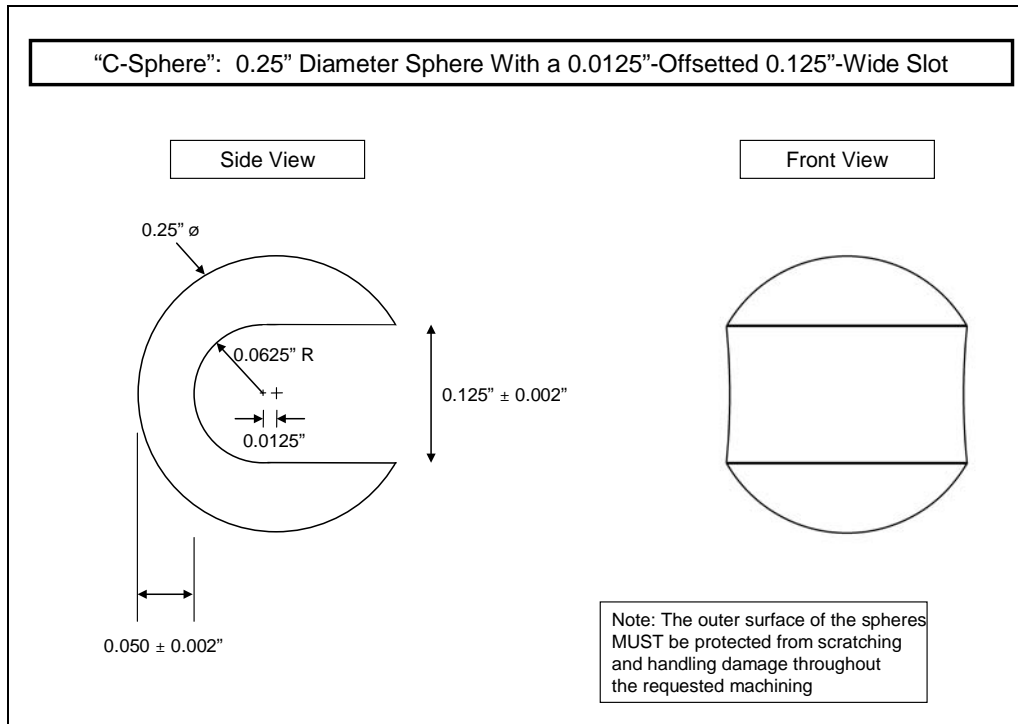 “C-Sphere”: 0.25” Diameter Sphere With a 0.0125”-Offsetted 0.125”-Wide Slot
Side View
Front View
0.25” ø
0.0625” R
0.125” ± 0.002”
0.0125”
0.050 ± 0.002”
Note: The outer surface of the spheres
MUST be protected from scratching
and handling damage throughout
the requested machining